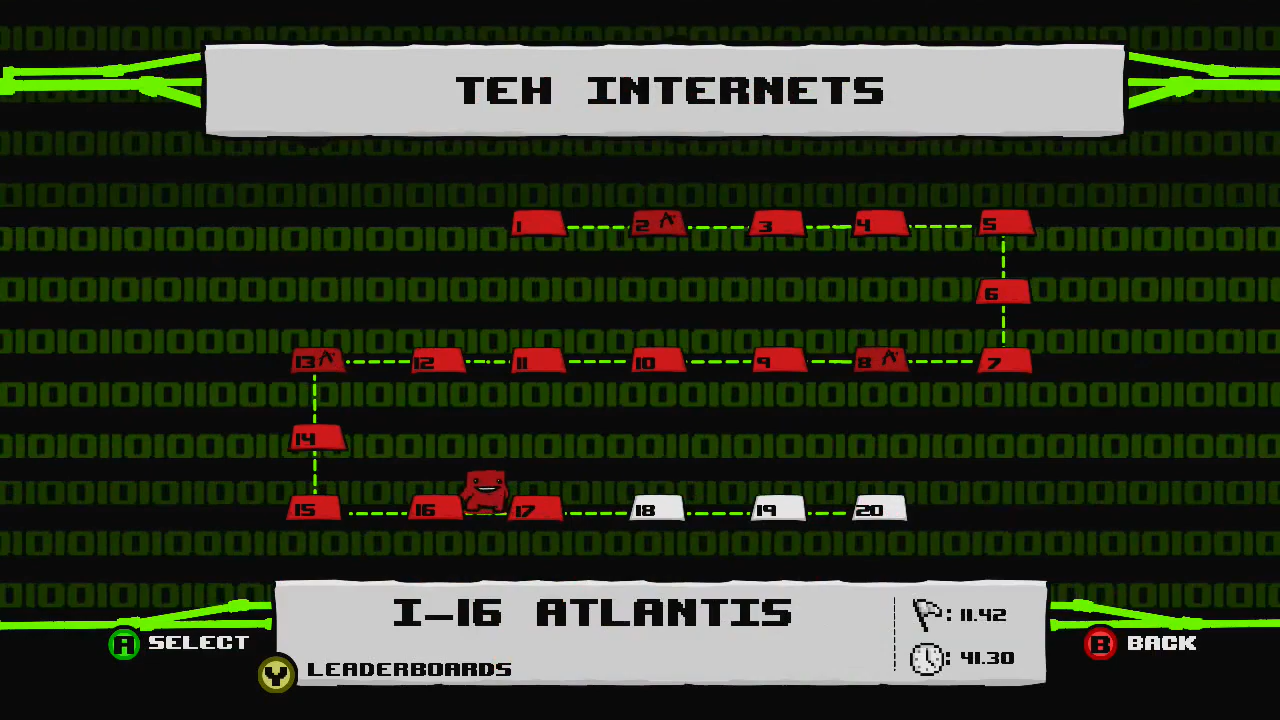 TEH INTERNETS
1 2 A+ 3 4 5
6
13 A+ 12 11 10 9 8 A+ 7
14
15 16 17 18 19 20
I-16 ATLANTIS
: 11.42
A SELECT
B BACK
Y LEADERBOARDS
: 41.30